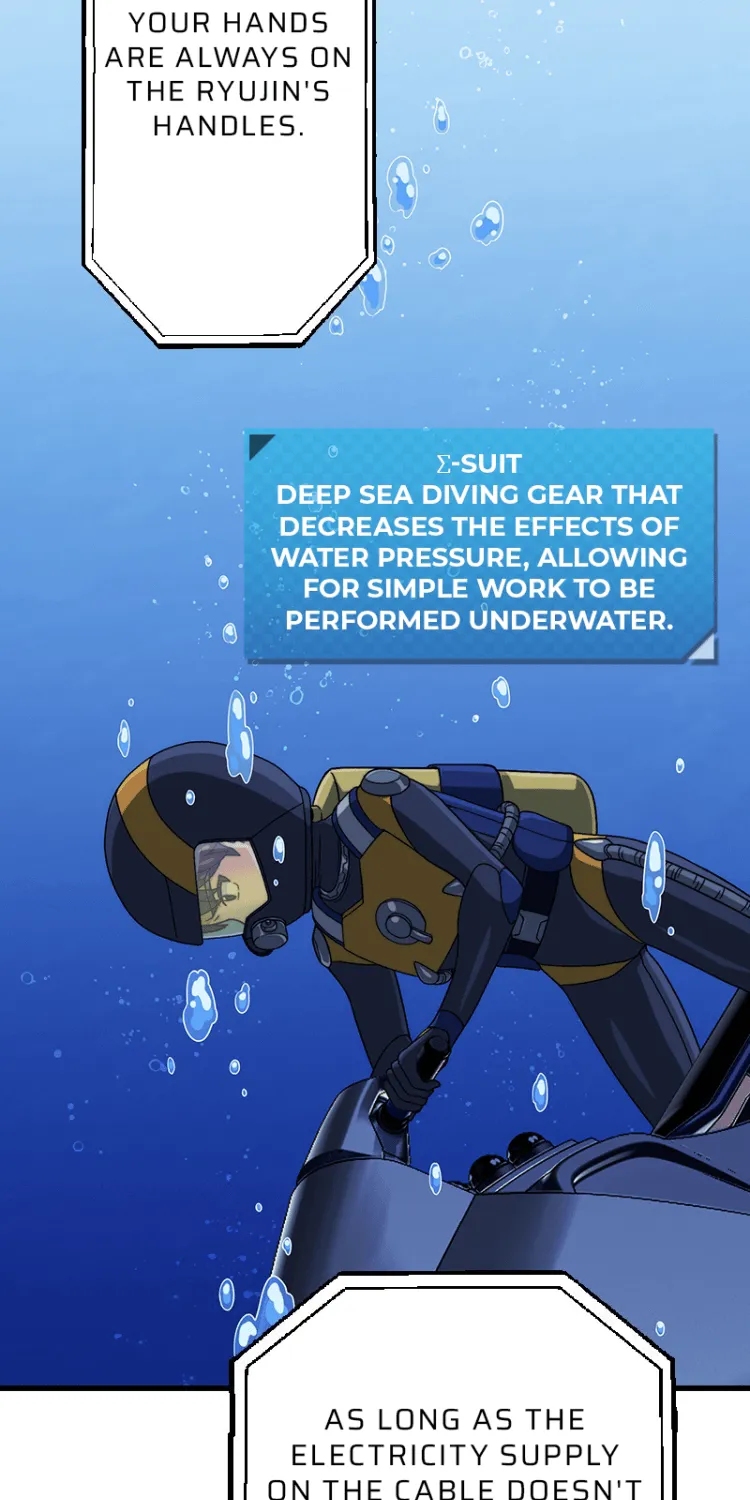 YOUR HANDS
ARE ALWAYS ON
THE RYUJIN'S
HANDLES.
Σ-SUIT
DEEP SEA DIVING GEAR THAT
DECREASES THE EFFECTS OF
WATER PRESSURE, ALLOWING
FOR SIMPLE WORK TO BE
PERFORMED UNDERWATER.
AS LONG AS THE
ELECTRICITY SUPPLY
ON THE CABLE DOESN'T